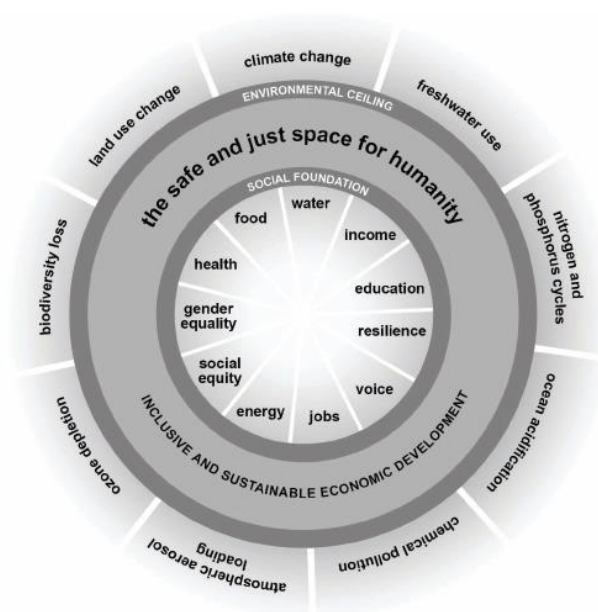 climate change
freshwater use
nitrogen and
phosphorus cycles
ocean acidification
chemical pollution
atmospheric aerosol
loading
ozone depletion
biodiversity loss
land use change
ENVIRONMENTAL CEILING
the safe and just space for humanity
SOCIAL FOUNDATION
water
income
education
resilience
voice
jobs
energy
social
equity
gender
equality
health
food
INCLUSIVE AND SUSTAINABLE ECONOMIC DEVELOPMENT